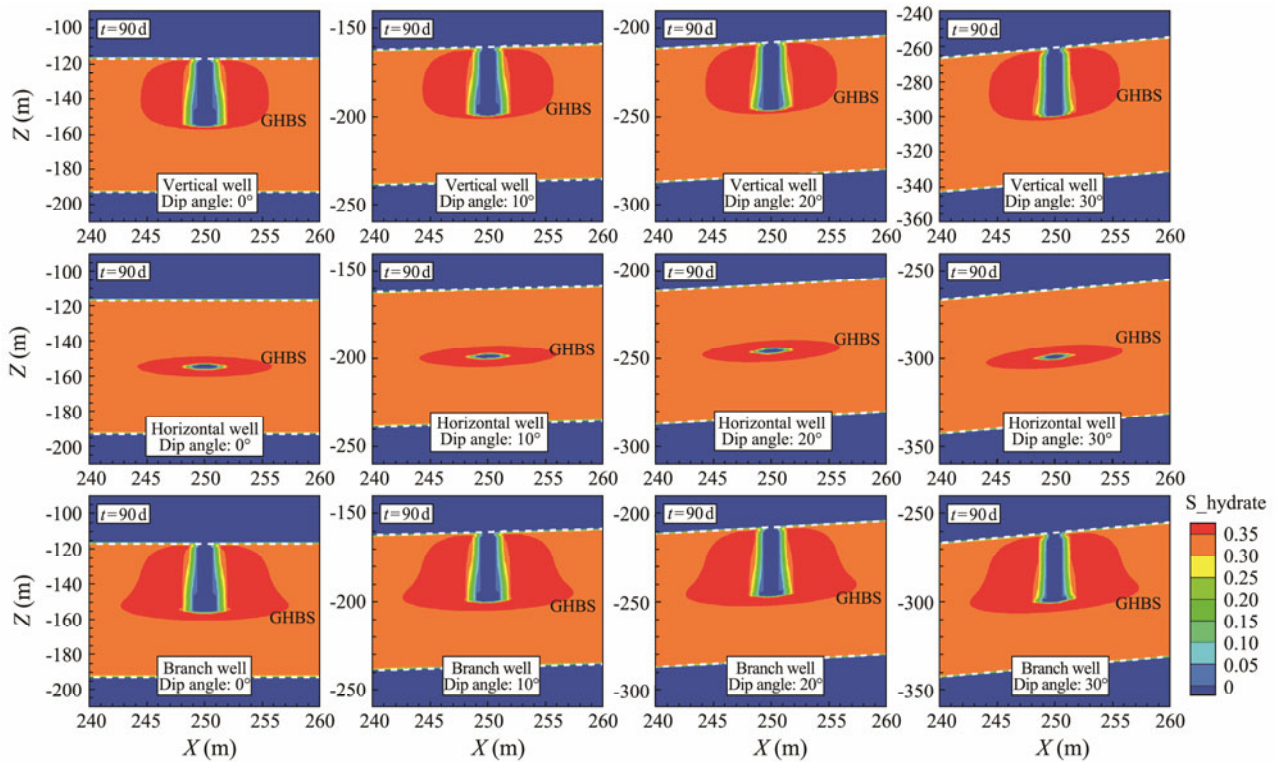 t=90d
GHBS
Vertical well
Dip angle: 0°
Z (m)
-100
-120
-140
-160
-180
-200
240 245 250 255 260
t=90d
GHBS
Vertical well
Dip angle: 10°
-150
-200
-250
240 245 250 255 260
t=90d
GHBS
Vertical well
Dip angle: 20°
-200
-250
-300
240 245 250 255 260
t=90d
GHBS
Vertical well
Dip angle: 30°
-240
-260
-280
-300
-320
-340
-360
240 245 250 255 260
t=90d
GHBS
Horizontal well
Dip angle: 0°
Z (m)
-100
-120
-140
-160
-180
-200
240 245 250 255 260
t=90d
GHBS
Horizontal well
Dip angle: 10°
-150
-200
-250
240 245 250 255 260
t=90d
GHBS
Horizontal well
Dip angle: 20°
-200
-250
-300
240 245 250 255 260
t=90d
GHBS
Horizontal well
Dip angle: 30°
-250
-300
-350
240 245 250 255 260
t=90d
GHBS
Branch well
Dip angle: 0°
Z (m)
-100
-120
-140
-160
-180
-200
240 245 250 255 260
X (m)
t=90d
GHBS
Branch well
Dip angle: 10°
-150
-200
-250
240 245 250 255 260
X (m)
t=90d
GHBS
Branch well
Dip angle: 20°
-200
-250
-300
240 245 250 255 260
X (m)
t=90d
GHBS
Branch well
Dip angle: 30°
-250
-300
-350
240 245 250 255 260
X (m)
S_hydrate
0.35
0.30
0.25
0.20
0.15
0.10
0.05
0